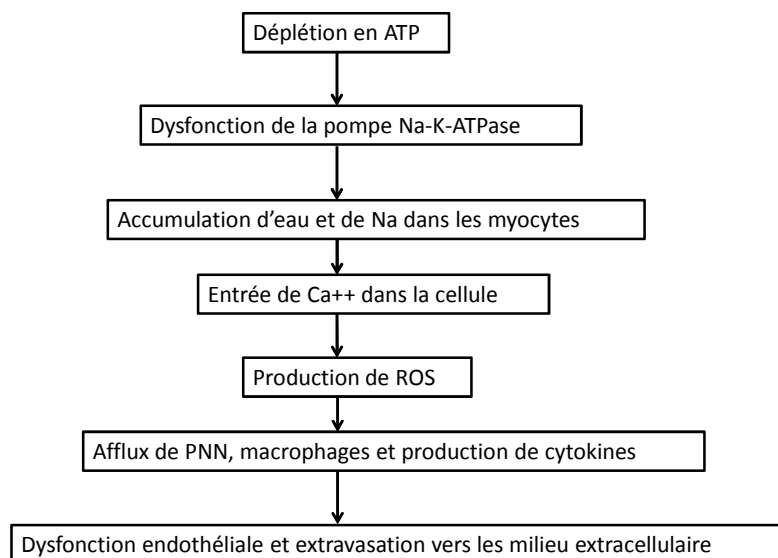 Déplétion en ATP
Dysfonction de la pompe Na-K-ATPase
Accumulation d'eau et de Na dans les myocytes
Entrée de Ca++ dans la cellule
Production de ROS
Afflux de PNN, macrophages et production de cytokines
Dysfonction endothéliale et extravasation vers les milieu extracellulaire